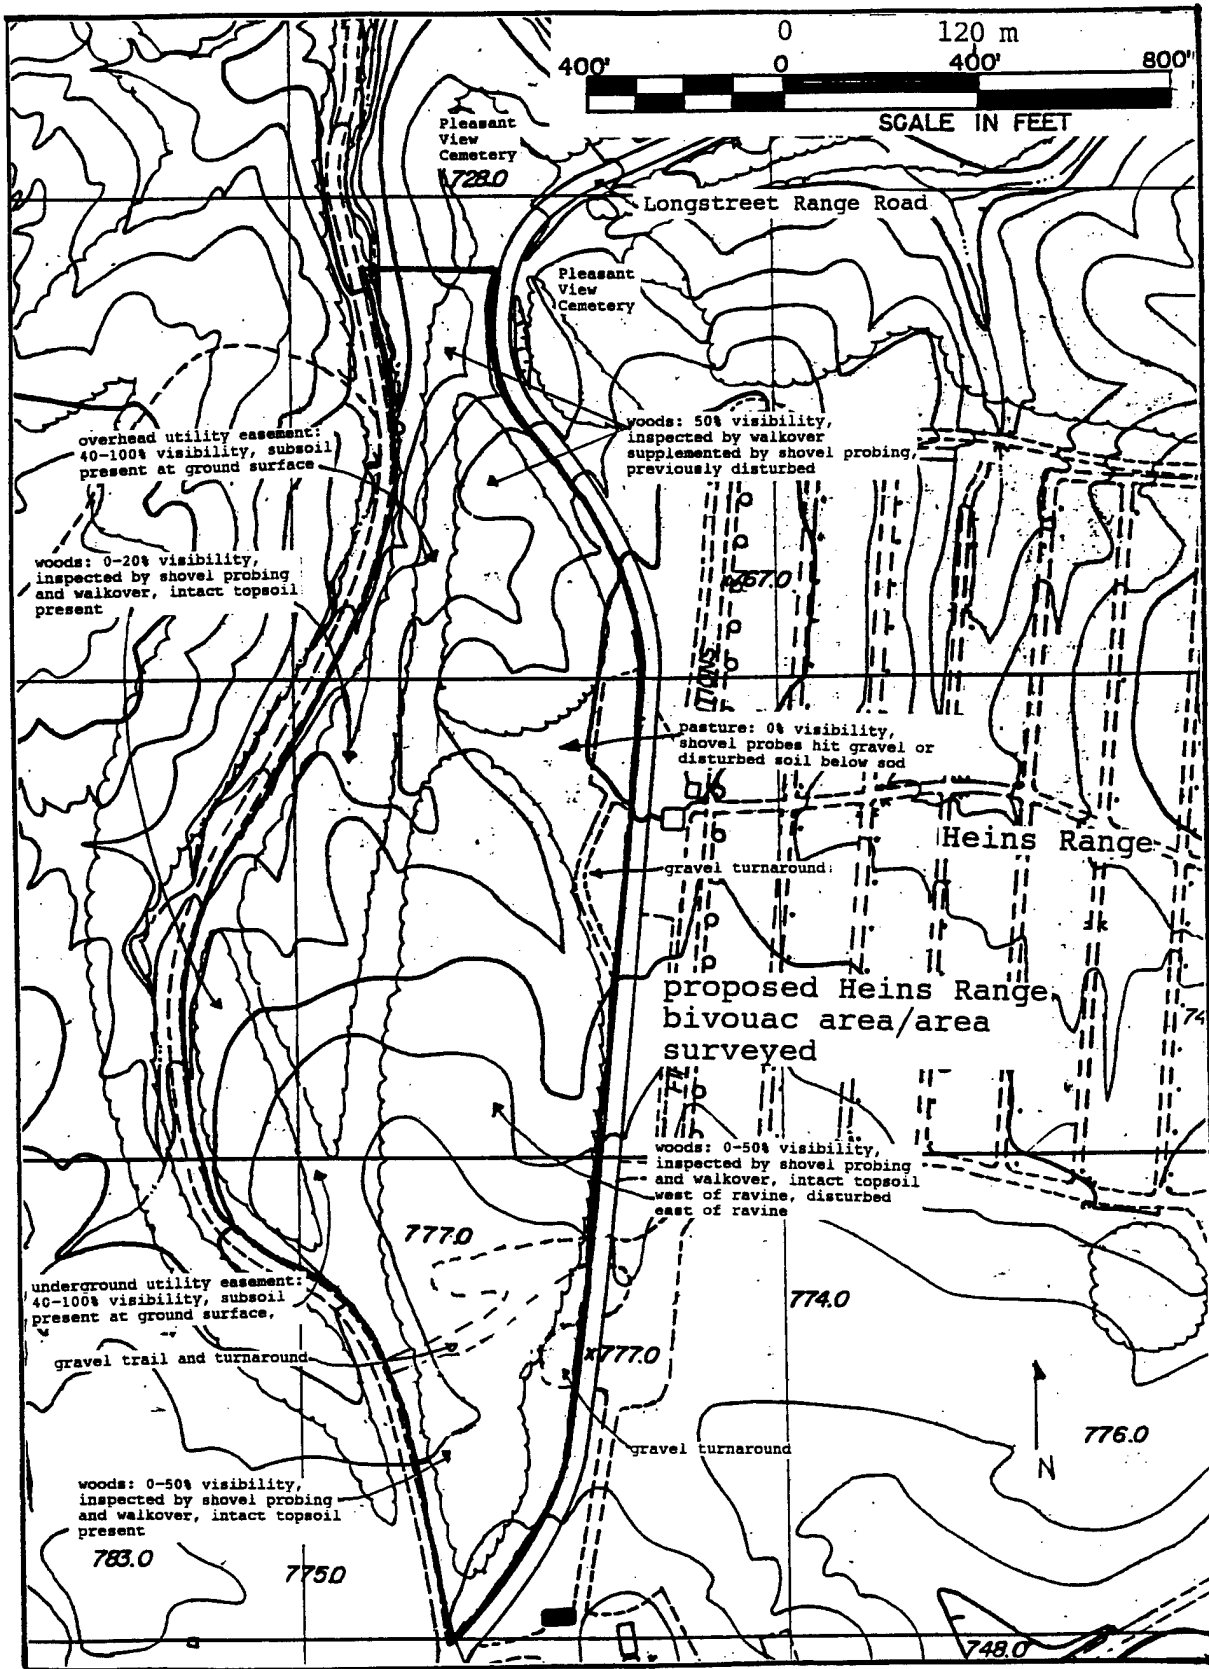 0 120 m
400' 0 400' 800'
SCALE IN FEET
Pleasant
View
Cemetery
728.0
Longstreet Range Road
Pleasant
View
Cemetery
overhead utility easement:
40-100% visibility, subsoil
present at ground surface
woods: 50% visibility,
inspected by walkover
supplemented by shovel probing,
previously disturbed
woods: 0-20% visibility,
inspected by shovel probing
and walkover, intact topsoil
present
767.0
pasture: 0% visibility,
shovel probes hit gravel or
disturbed soil below sod
Heins Range
gravel turnaround
proposed Heins Range
bivouac area/area
surveyed
woods: 0-50% visibility,
inspected by shovel probing
and walkover, intact topsoil
west of ravine, disturbed
east of ravine
777.0
underground utility easement:
40-100% visibility, subsoil
present at ground surface,
774.0
gravel trail and turnaround
x777.0
776.0
gravel turnaround
N
woods: 0-50% visibility,
inspected by shovel probing
and walkover, intact topsoil
present
783.0
775.0
748.0